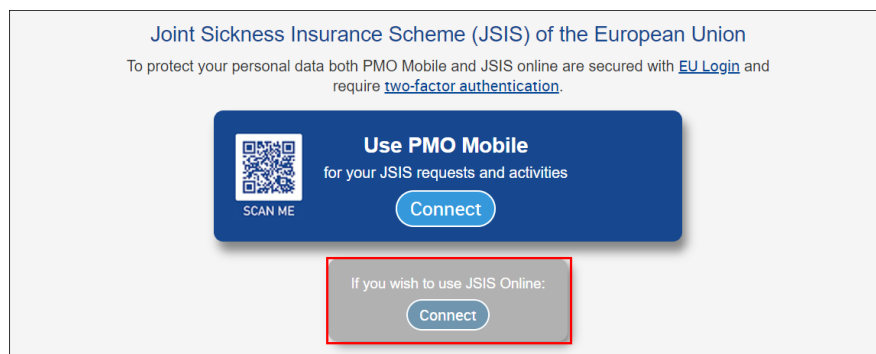 Joint Sickness Insurance Scheme (JSIS) of the European Union
To protect your personal data both PMO Mobile and JSIS online are secured with EU Login and
require two-factor authentication.
SCAN ME
Use PMO Mobile
for your JSIS requests and activities
Connect
If you wish to use JSIS Online:
Connect